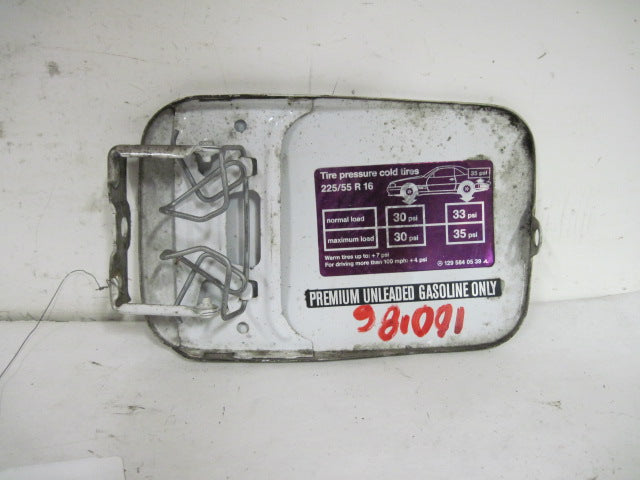 Tire pressure cold tires
225/55 R 16
35 psi
normal load 30 psi 33 psi
maximum load 30 psi 35 psi
Warm tires up to: +7 psi
For driving more than 100 mph: +4 psi
129 584 05 39
PREMIUM UNLEADED GASOLINE ONLY